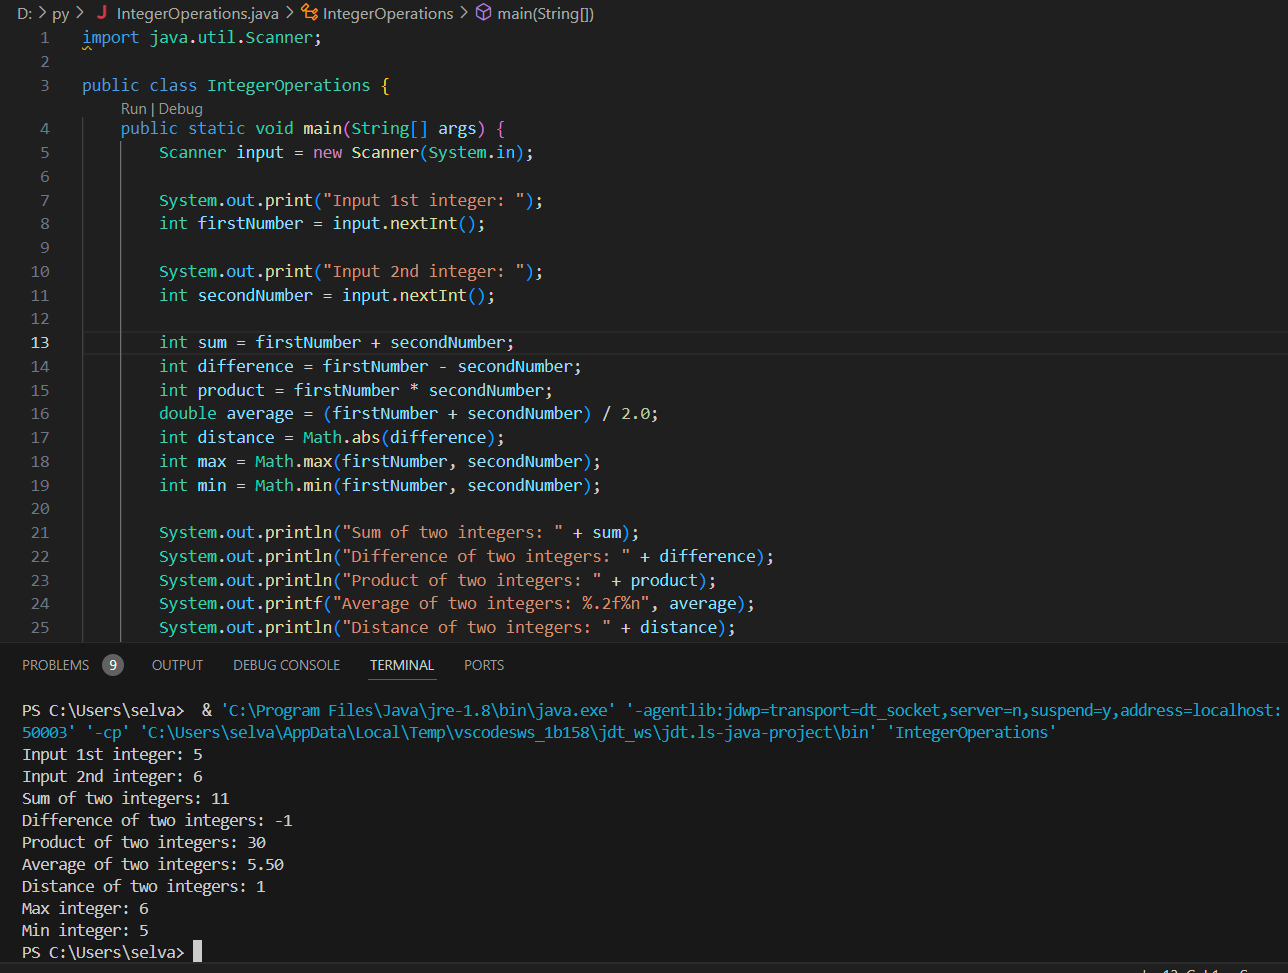 D: > py > J IntegerOperations.java > IntegerOperations > main(String[])
1 import java.util.Scanner;
2
3 public class IntegerOperations {
Run | Debug
4 public static void main(String[] args) {
5 Scanner input = new Scanner(System.in);
6
7 System.out.print("Input 1st integer: ");
8 int firstNumber = input.nextInt();
9
10 System.out.print("Input 2nd integer: ");
11 int secondNumber = input.nextInt();
12
13 int sum = firstNumber + secondNumber;
14 int difference = firstNumber - secondNumber;
15 int product = firstNumber * secondNumber;
16 double average = (firstNumber + secondNumber) / 2.0;
17 int distance = Math.abs(difference);
18 int max = Math.max(firstNumber, secondNumber);
19 int min = Math.min(firstNumber, secondNumber);
20
21 System.out.println("Sum of two integers: " + sum);
22 System.out.println("Difference of two integers: " + difference);
23 System.out.println("Product of two integers: " + product);
24 System.out.printf("Average of two integers: %.2f%n", average);
25 System.out.println("Distance of two integers: " + distance);
PROBLEMS 9 OUTPUT DEBUG CONSOLE TERMINAL PORTS
PS C:\Users\selva> & 'C:\Program Files\Java\jre-1.8\bin\java.exe' '-agentlib:jdwp=transport=dt_socket,server=n,suspend=y,address=localhost:
50003' '-cp' 'C:\Users\selva\AppData\Local\Temp\vscodesws_1b158\jdt_ws\jdt.ls-java-project\bin' 'IntegerOperations'
Input 1st integer: 5
Input 2nd integer: 6
Sum of two integers: 11
Difference of two integers: -1
Product of two integers: 30
Average of two integers: 5.50
Distance of two integers: 1
Max integer: 6
Min integer: 5
PS C:\Users\selva>